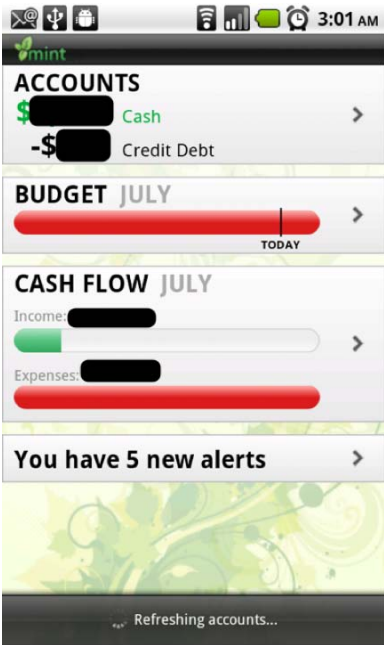 3:01 AM
mint
ACCOUNTS
$ Cash
-$ Credit Debt
BUDGET JULY
TODAY
CASH FLOW JULY
Income:
Expenses:
You have 5 new alerts
Refreshing accounts...